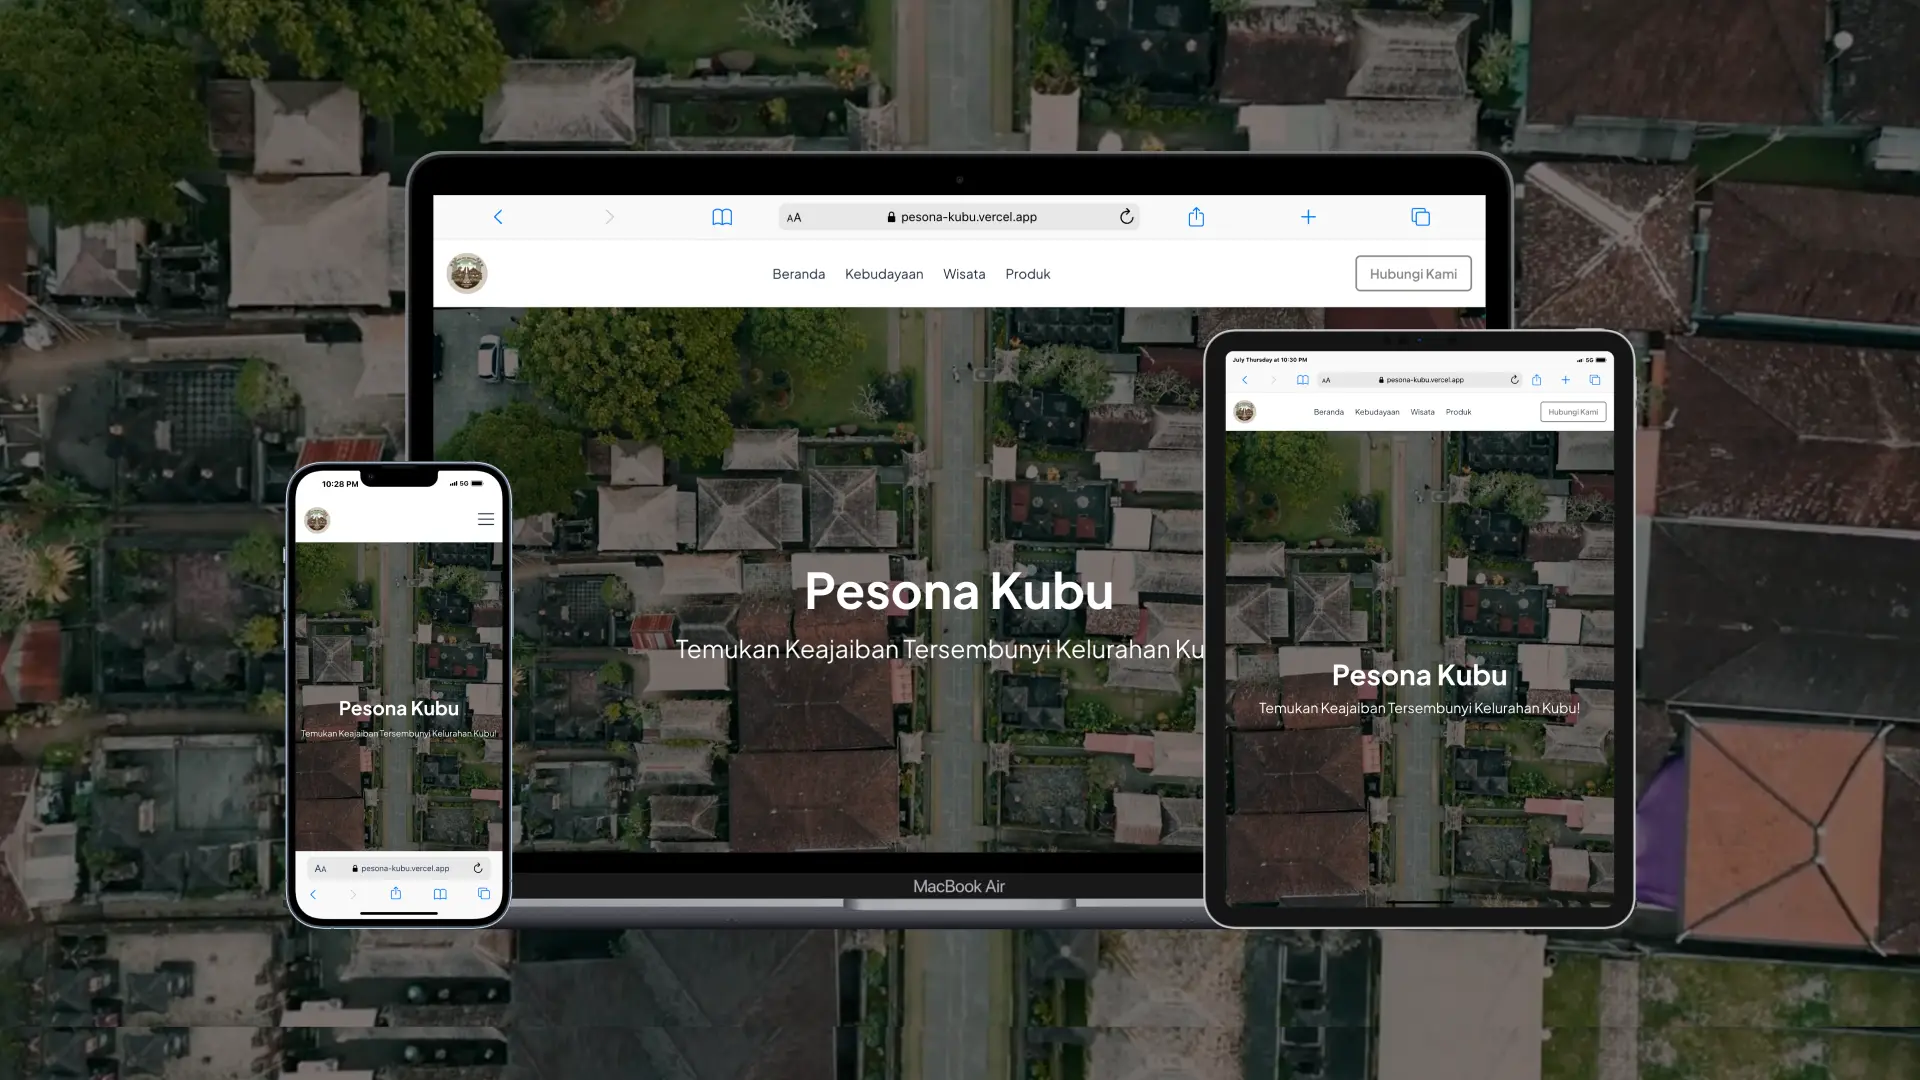 pesona-kubu.vercel.app
AA
Beranda Kebudayaan Wisata Produk
Hubungi Kami
Pesona Kubu
Temukan Keajaiban Tersembunyi Kelurahan Ku
MacBook Air
10:28 PM
5G
Pesona Kubu
Temukan Keajaiban Tersembunyi Kelurahan Kubu!
AA
pesona-kubu.vercel.app
July Thursday at 10:30 PM
5G
AA
pesona-kubu.vercel.app
Beranda Kebudayaan Wisata Produk
Hubungi Kami
Pesona Kubu
Temukan Keajaiban Tersembunyi Kelurahan Kubu!